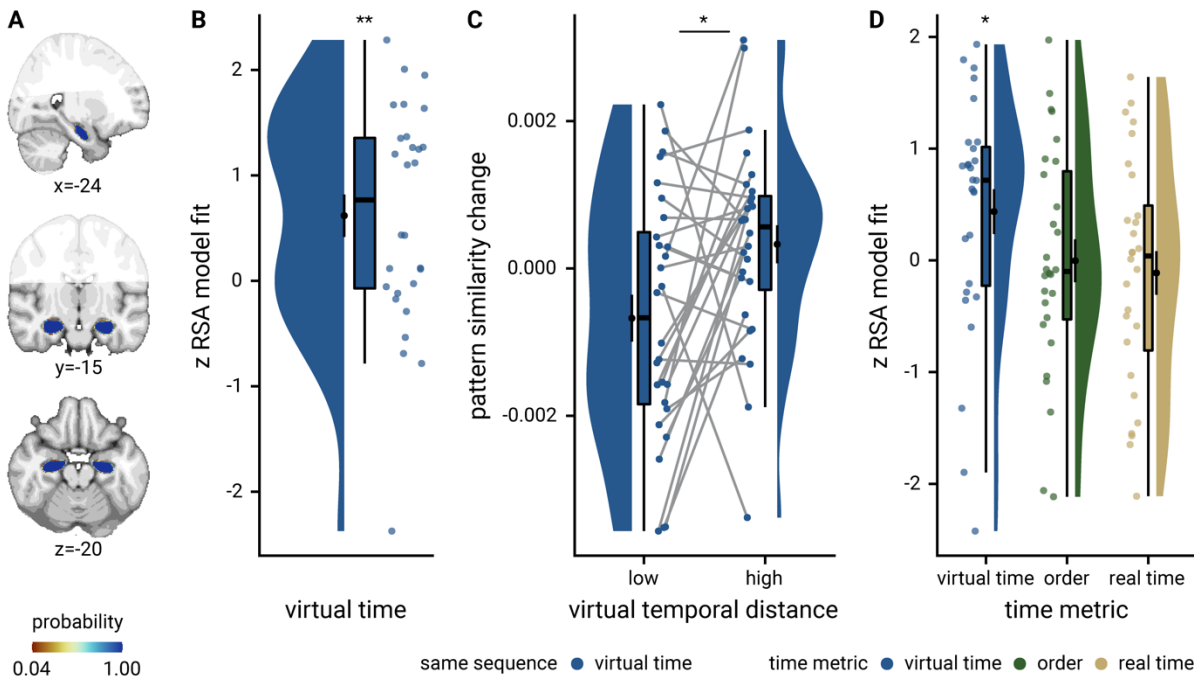 A
x=-24
y=-15
z=-20
probability
0.04 1.00
B
**
z RSA model fit
2
1
0
-1
-2
virtual time
C
*
pattern similarity change
0.002
0.000
-0.002
low high
virtual temporal distance
D
*
z RSA model fit
2
1
0
-1
-2
virtual time order real time
time metric
same sequence virtual time time metric virtual time order real time